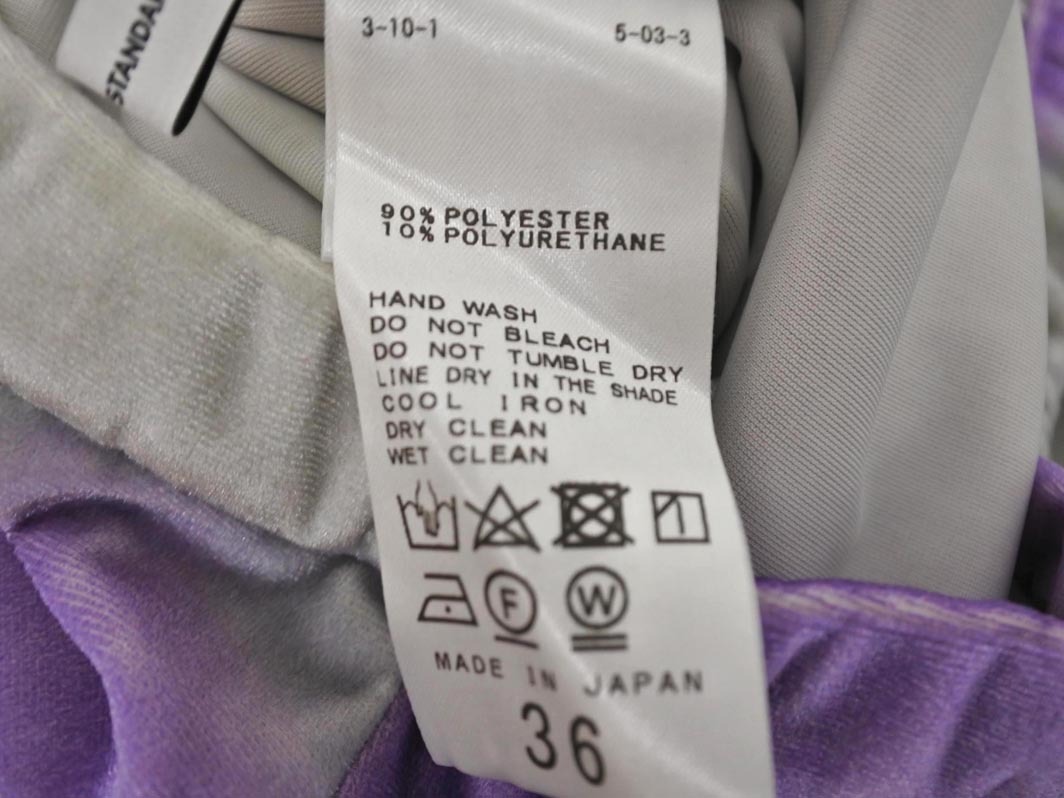 STANDA
3-10-1 5-03-3
90% POLYESTER
10% POLYURETHANE
HAND WASH
DO NOT BLEACH
DO NOT TUMBLE DRY
LINE DRY IN THE SHADE
COOL IRON
DRY CLEAN
WET CLEAN
F W
MADE IN JAPAN
36